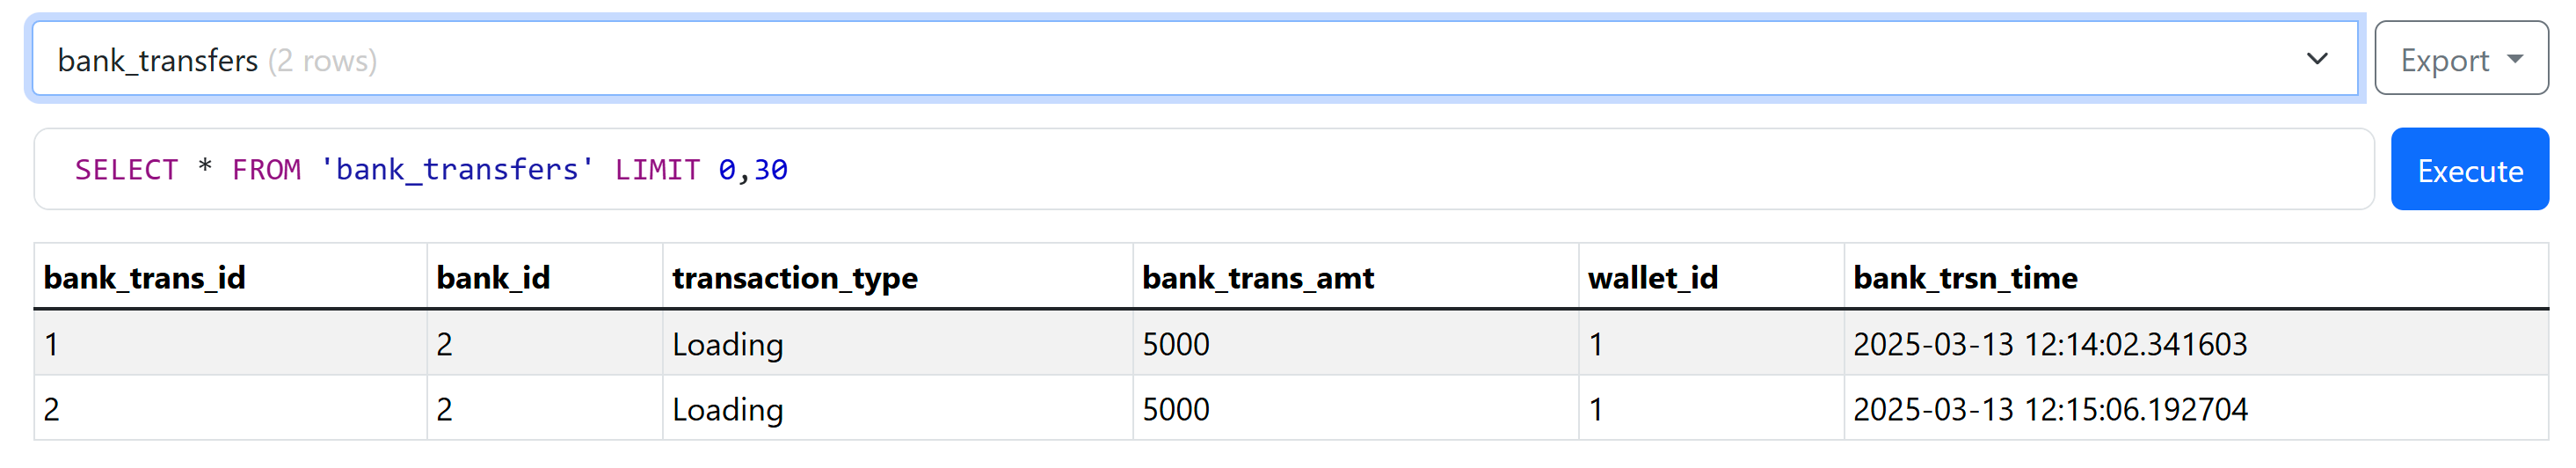 bank_transfers (2 rows) Export
SELECT * FROM 'bank_transfers' LIMIT 0,30 Execute
bank_trans_id bank_id transaction_type bank_trans_amt wallet_id bank_trsn_time
1 2 Loading 5000 1 2025-03-13 12:14:02.341603
2 2 Loading 5000 1 2025-03-13 12:15:06.192704